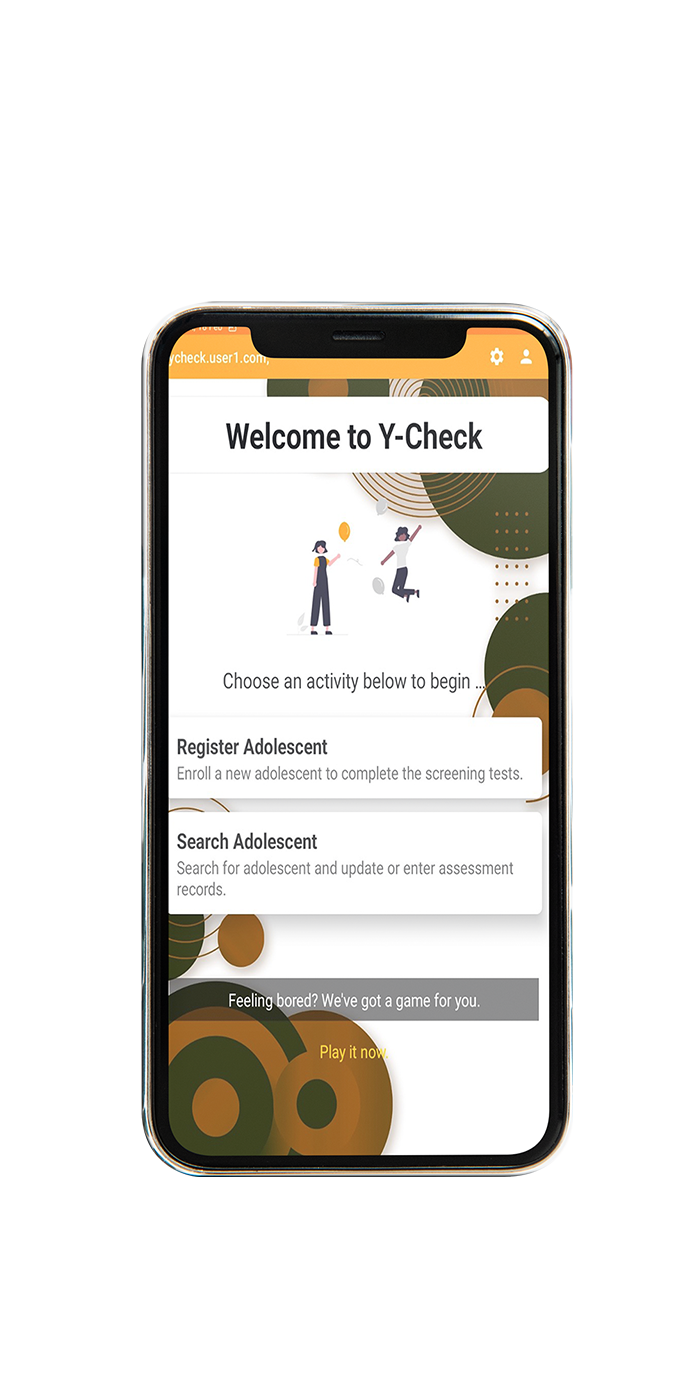 ycheck.user1.com,
Welcome to Y-Check
Choose an activity below to begin ...
Register Adolescent
Enroll a new adolescent to complete the screening tests.
Search Adolescent
Search for adolescent and update or enter assessment
records.
Feeling bored? We've got a game for you.
Play it now.